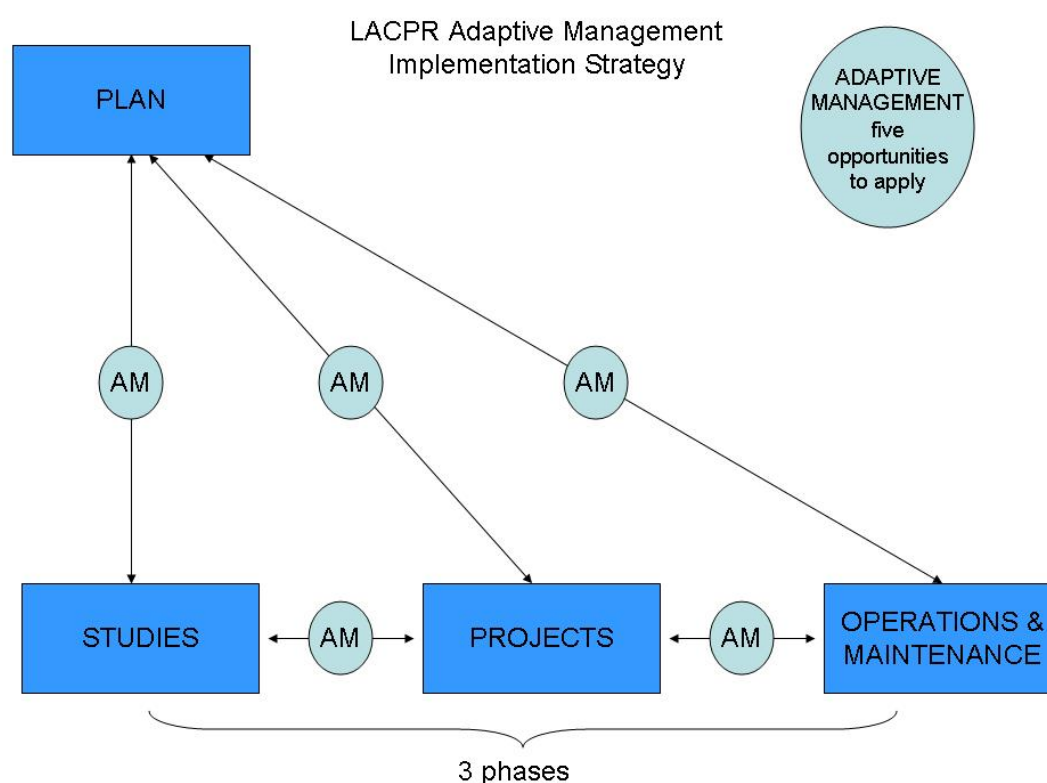 LACPR Adaptive Management
Implementation Strategy
PLAN
ADAPTIVE
MANAGEMENT
five
opportunities
to apply
AM
AM
AM
STUDIES
AM
PROJECTS
AM
OPERATIONS &
MAINTENANCE
3 phases